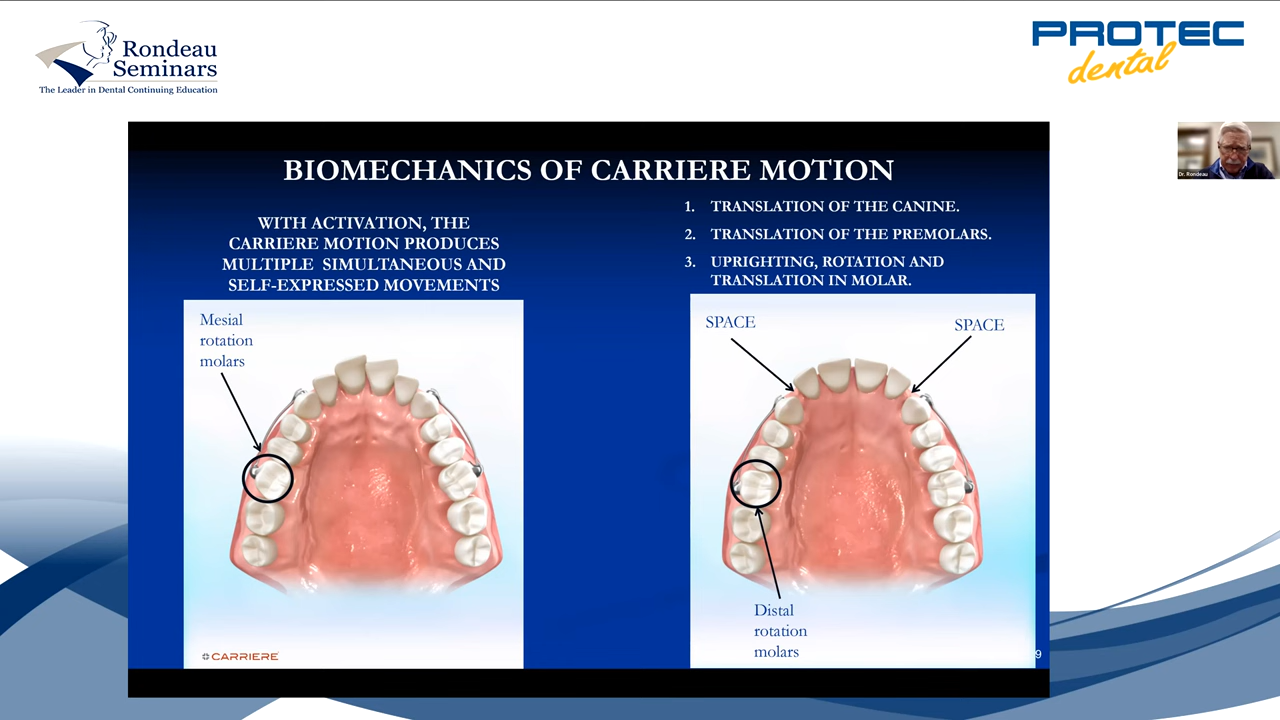 Rondeau
Seminars
The Leader in Dental Continuing Education
PROTEC
dental
Dr. Rondeau
BIOMECHANICS OF CARRIERE MOTION
WITH ACTIVATION, THE
CARRIERE MOTION PRODUCES
MULTIPLE SIMULTANEOUS AND
SELF-EXPRESSED MOVEMENTS
1. TRANSLATION OF THE CANINE.
2. TRANSLATION OF THE PREMOLARS.
3. UPRIGHTING, ROTATION AND
TRANSLATION IN MOLAR.
Mesial
rotation
molars
CARRIERE
SPACE
SPACE
Distal
rotation
molars
9